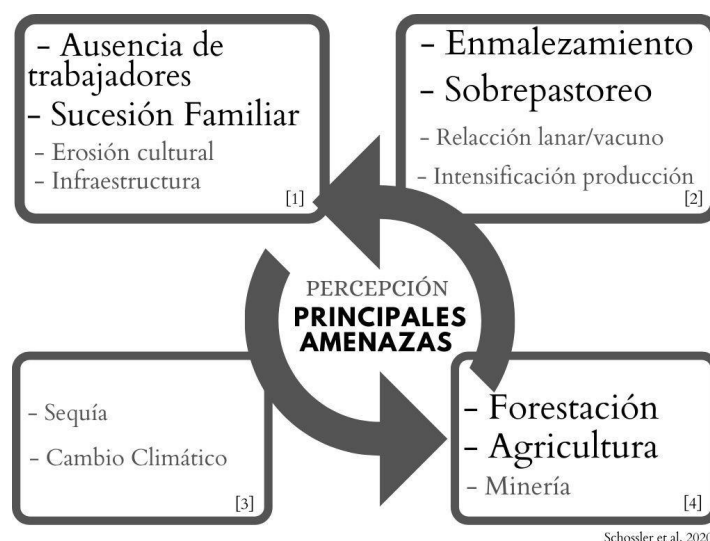 - Ausencia de
trabajadores
- Sucesión Familiar
- Erosión cultural
- Infraestructura
[1]
- Enmalezamiento
- Sobrepastoreo
- Relacción lanar/vacuno
- Intensificación producción
[2]
PERCEPCIÓN
PRINCIPALES
AMENAZAS
- Sequía
- Cambio Climático
[3]
- Forestación
- Agricultura
- Minería
[4]
Schossler et al. 2020